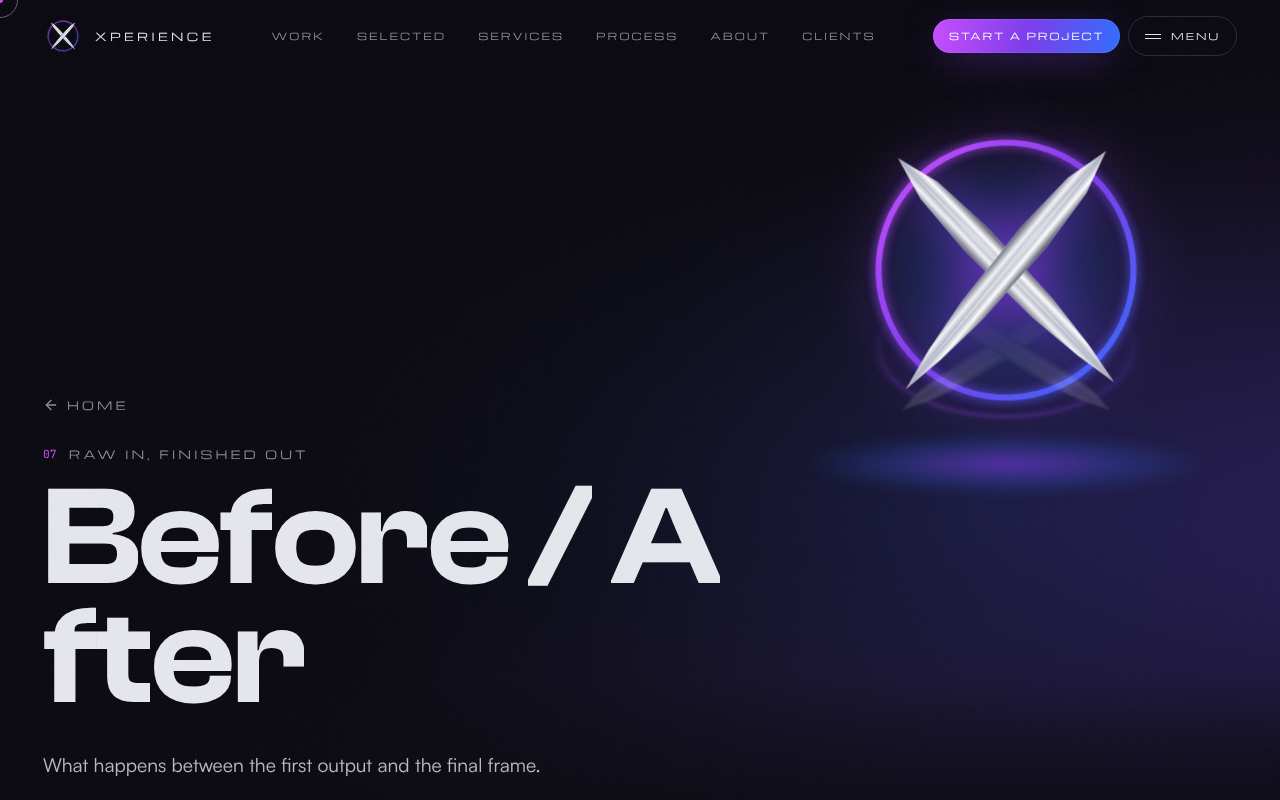 XPERIENCE
WORK
SELECTED
SERVICES
PROCESS
ABOUT
CLIENTS
START A PROJECT
MENU
← HOME
07 RAW IN, FINISHED OUT
Before / A
fter
What happens between the first output and the final frame.